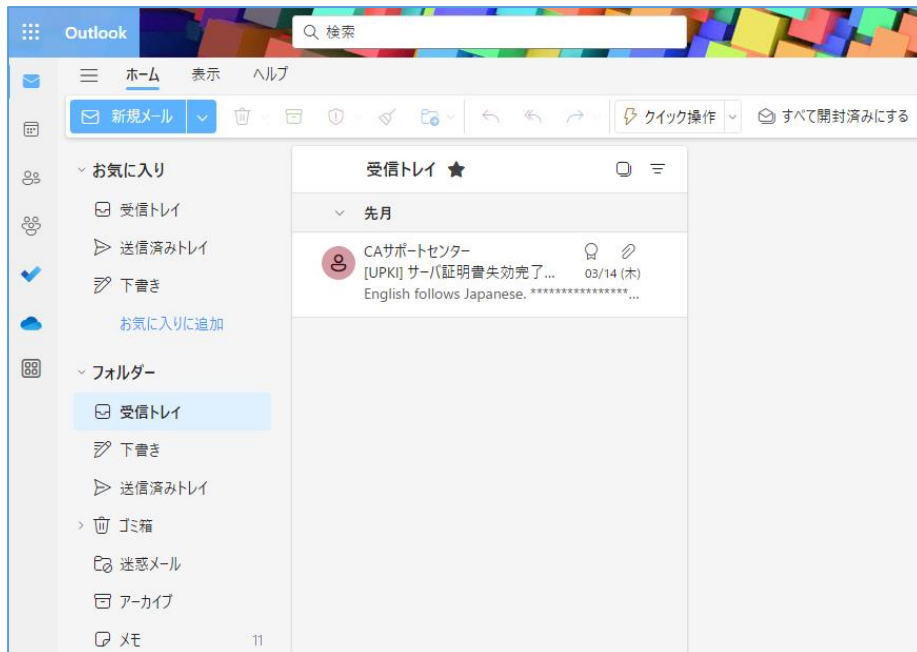 Outlook
検索
ホーム 表示 ヘルプ
新規メール クイック操作 すべて開封済みにする
お気に入り
受信トレイ
送信済みトレイ
下書き
お気に入りに追加
フォルダー
受信トレイ
下書き
送信済みトレイ
ゴミ箱
迷惑メール
アーカイブ
メモ 11
受信トレイ ★
先月
CAサポートセンター
[UPKI] サーバ証明書失効完了... 03/14 (木)
English follows Japanese. ****************...